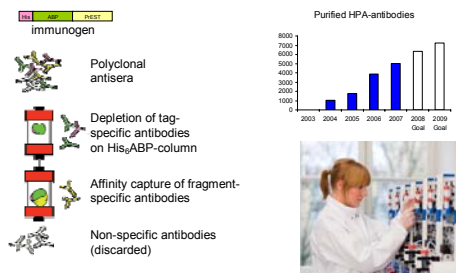 His ABP PrEST
immunogen
Polyclonal
antisera
Depletion of tag-
specific antibodies
on His₆ABP-column
Affinity capture of fragment-
specific antibodies
Non-specific antibodies
(discarded)
Purified HPA-antibodies
8000
7000
6000
5000
4000
3000
2000
1000
0
2003 2004 2005 2006 2007 2008 2009
Goal Goal